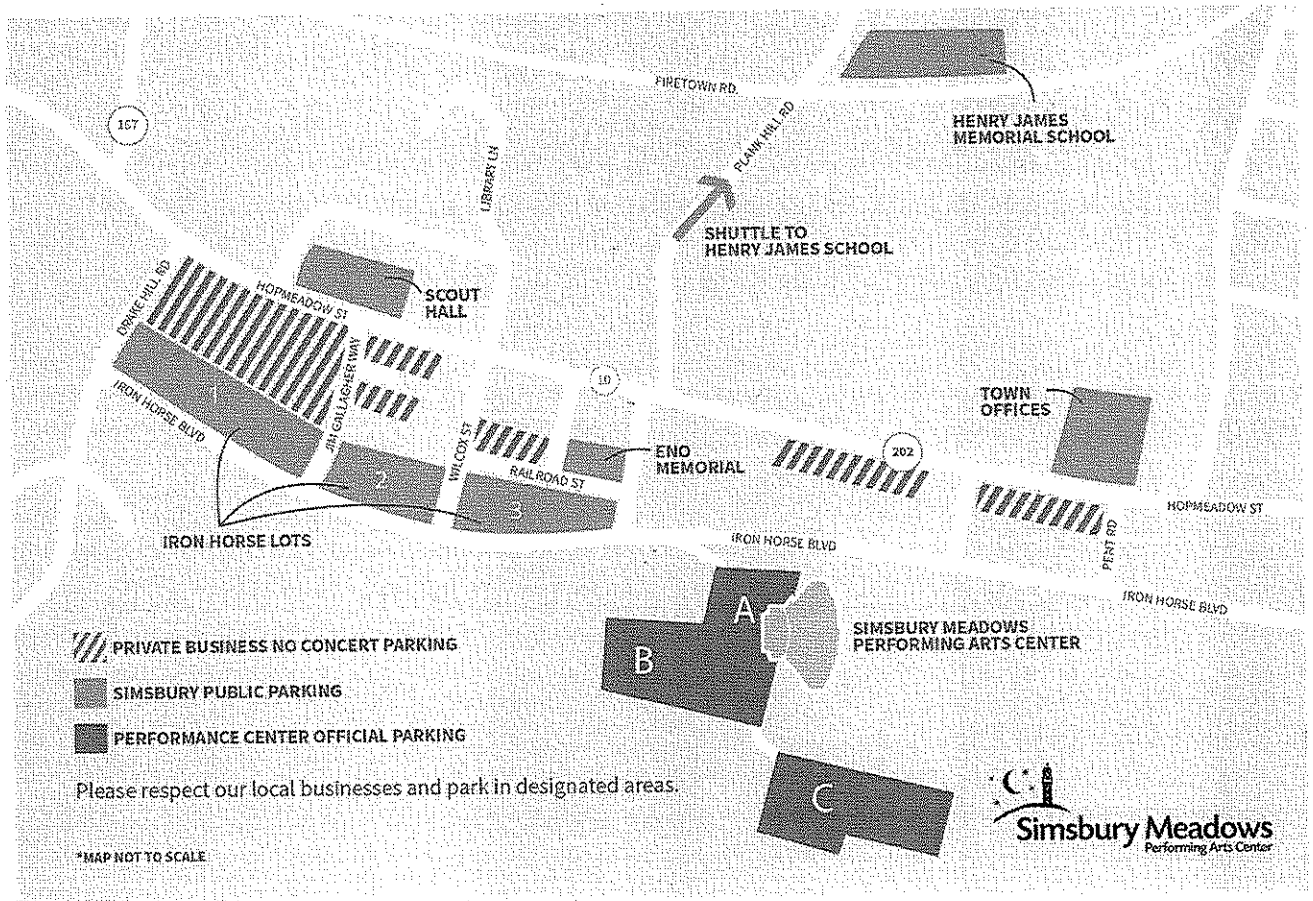 FIRETOWN RD.
167
HENRY JAMES
MEMORIAL SCHOOL
PLANK HILL RD
LIBRARY LN
SHUTTLE TO
HENRY JAMES SCHOOL
DRAKE HILL RD
HOPMEADOW ST
SCOUT
HALL
JIM GALLAGHER WAY
10
TOWN
OFFICES
1
IRON HORSE BLVD
WILCOX ST
ENO
MEMORIAL
202
2
RAILROAD ST
3
HOPMEADOW ST
PENT RD
IRON HORSE LOTS
IRON HORSE BLVD
IRON HORSE BLVD
A
B
SIMSBURY MEADOWS
PERFORMING ARTS CENTER
PRIVATE BUSINESS NO CONCERT PARKING
SIMSBURY PUBLIC PARKING
PERFORMANCE CENTER OFFICIAL PARKING
Please respect our local businesses and park in designated areas.
C
Simsbury Meadows
Performing Arts Center
*MAP NOT TO SCALE